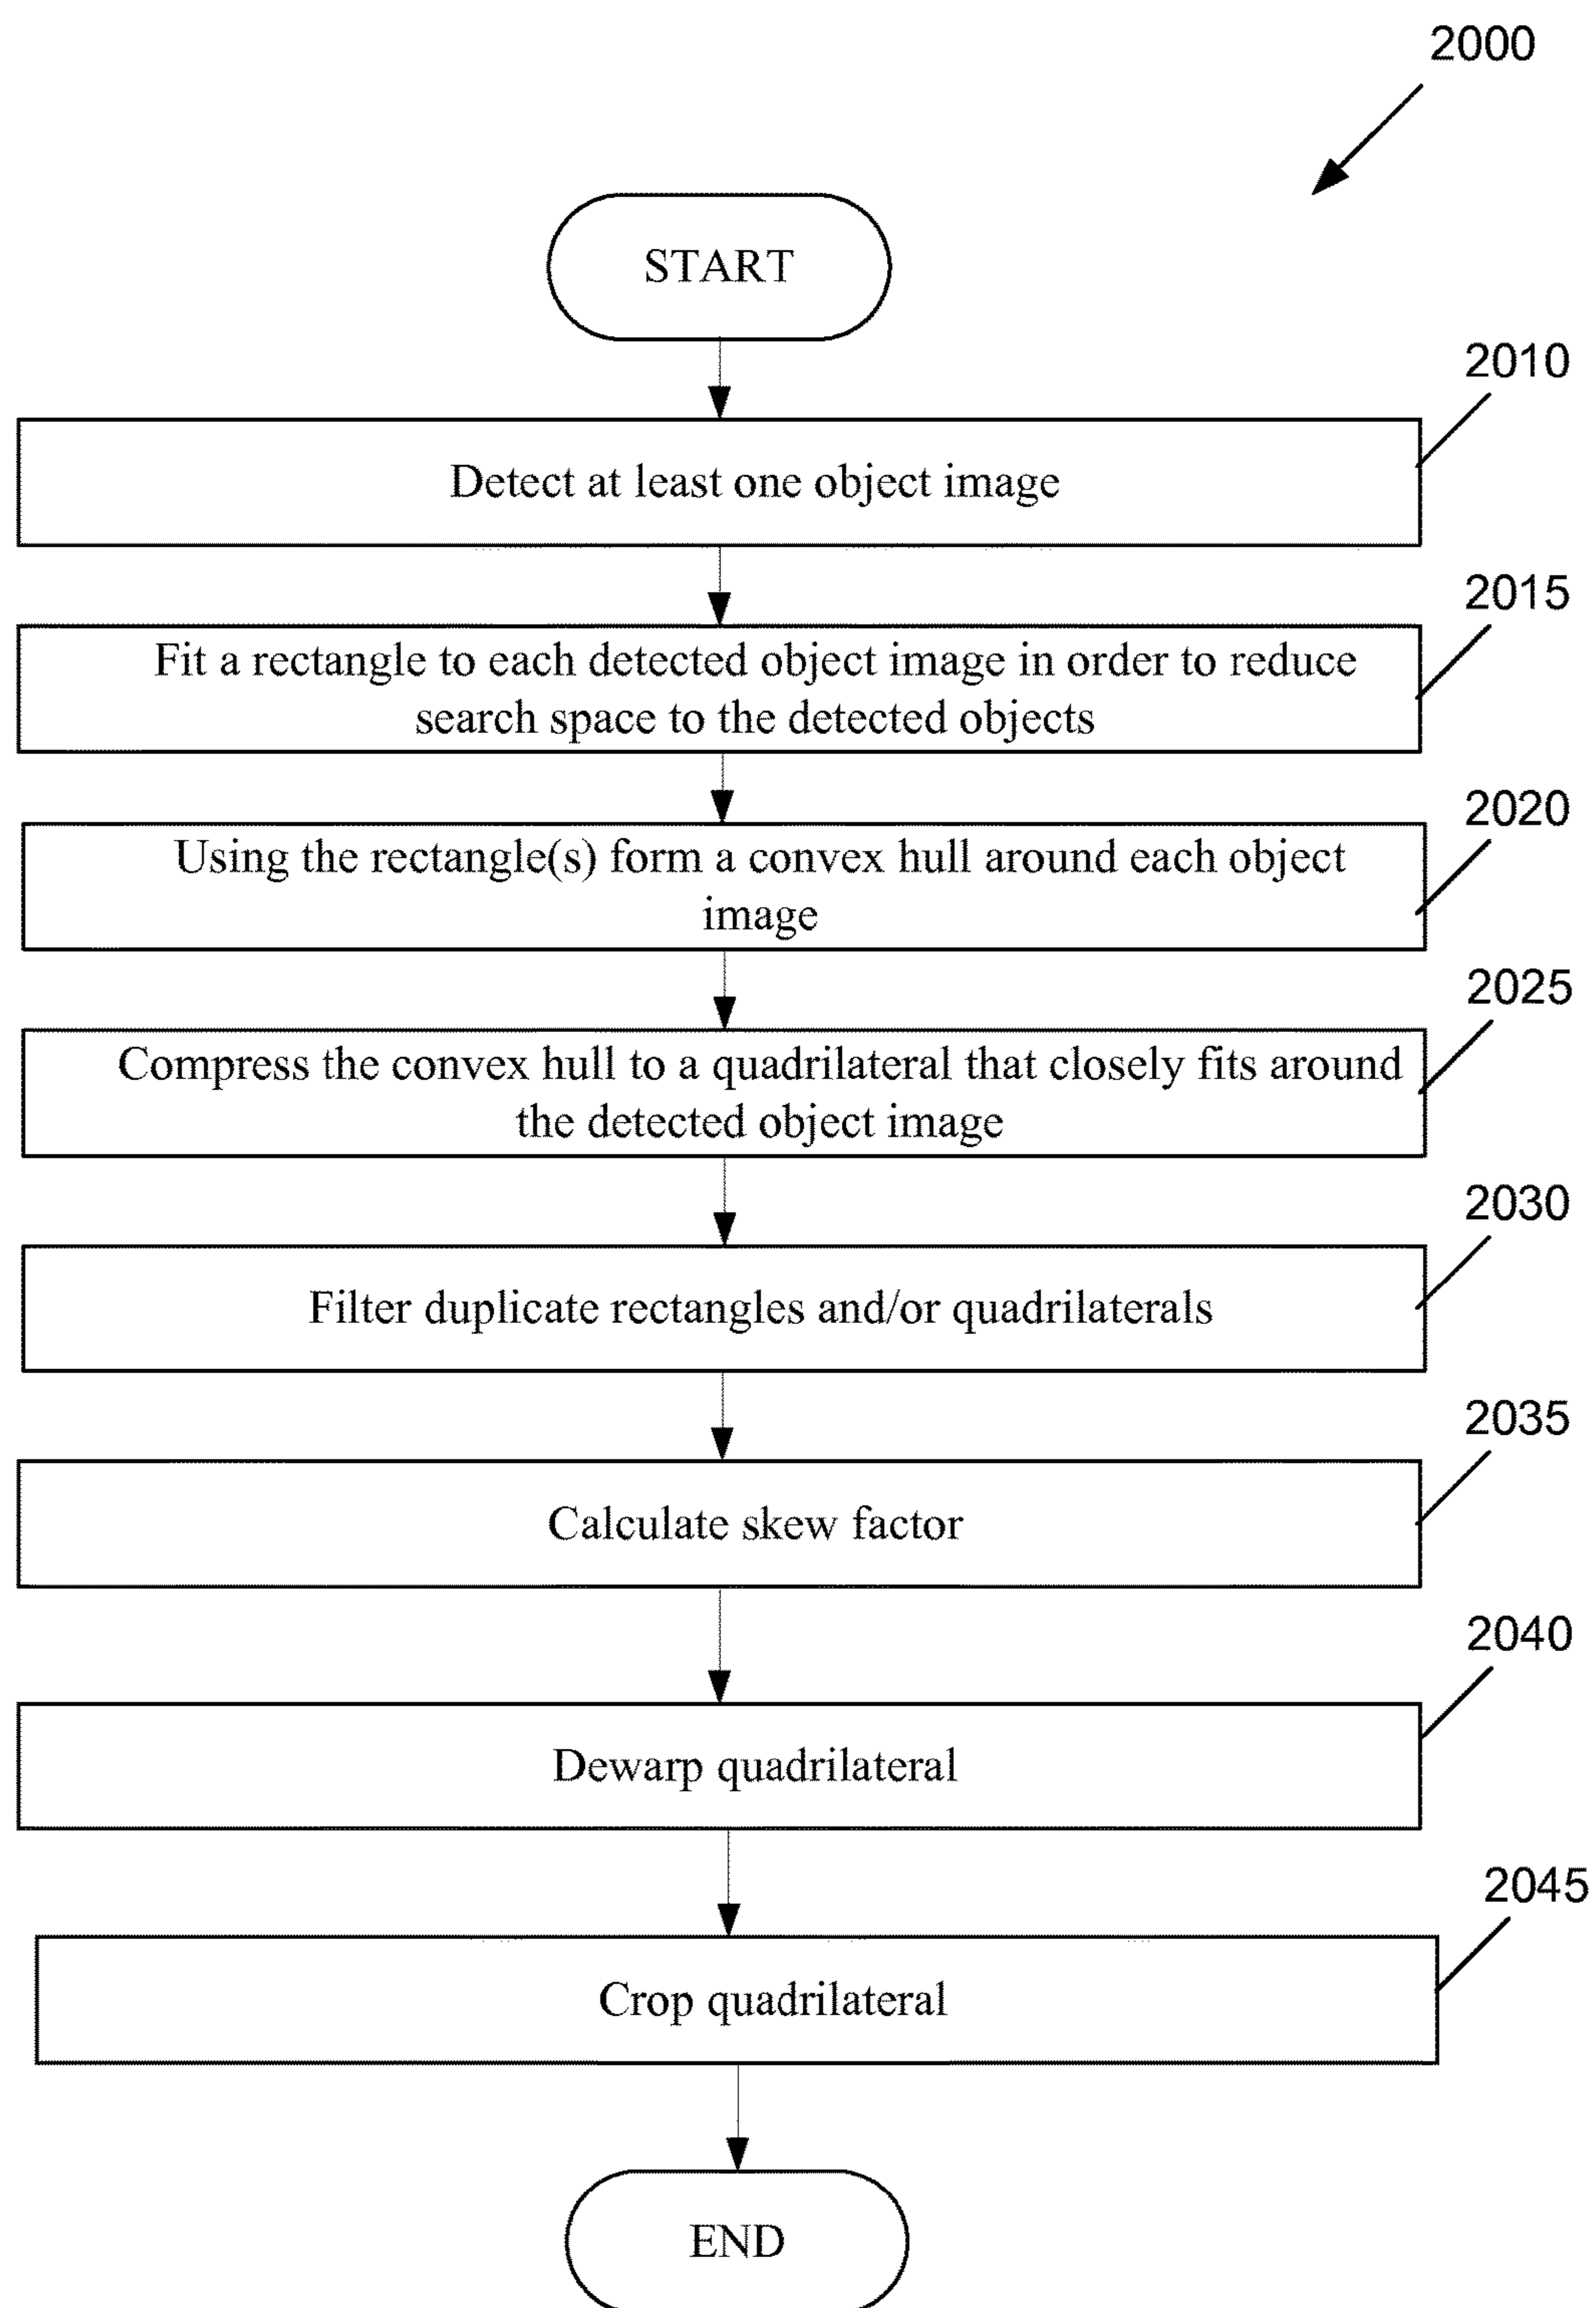 2000
START
2010
Detect at least one object image
2015
Fit a rectangle to each detected object image in order to reduce
search space to the detected objects
2020
Using the rectangle(s) form a convex hull around each object
image
2025
Compress the convex hull to a quadrilateral that closely fits around
the detected object image
2030
Filter duplicate rectangles and/or quadrilaterals
2035
Calculate skew factor
2040
Dewarp quadrilateral
2045
Crop quadrilateral
END